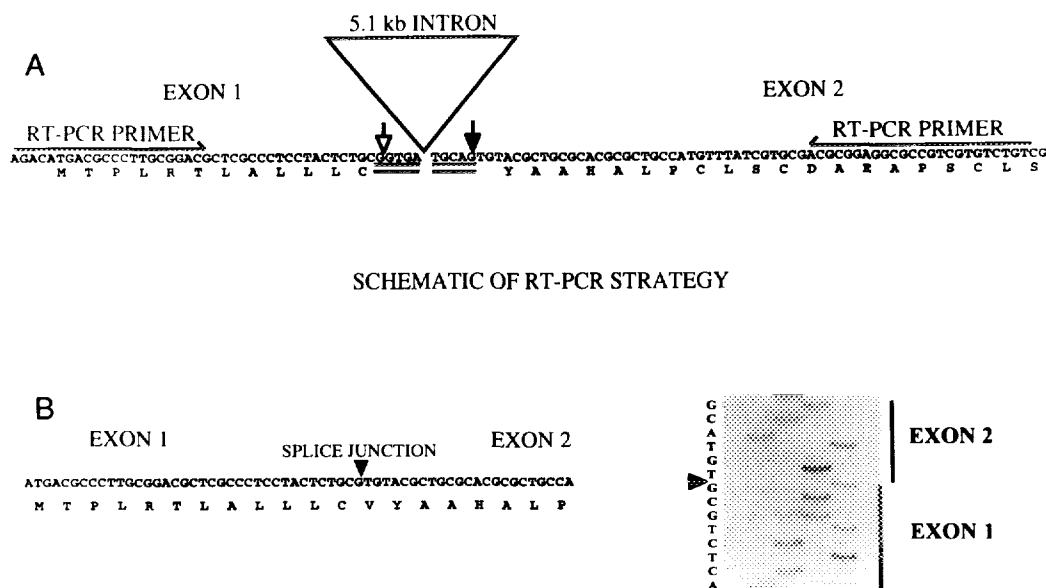 5.1 kb INTRON
A
EXON 1
EXON 2
RT-PCR PRIMER
RT-PCR PRIMER
AGACATGACGCCCTTGCGGACGCTCGCCCTCCTACTCTGCGGTGA TGCAGTGTACGCTGCGCACGCGCTGCCATGTTTATCGTGCGACGCGGAGGCGCCGTCGTGTCTGTCG
M T P L R T L A L L L C Y A A H A L P C L S C D A E A P S C L S
SCHEMATIC OF RT-PCR STRATEGY
B
EXON 1
SPLICE JUNCTION
EXON 2
ATGACGCCCTTGCGGACGCTCGCCCTCCTACTCTGCGTGTACGCTGCGCACGCGCTGCCA
M T P L R T L A L L L C V Y A A H A L P
G
C
A
T
G
T
G
C
G
T
C
T
C
A
EXON 2
EXON 1